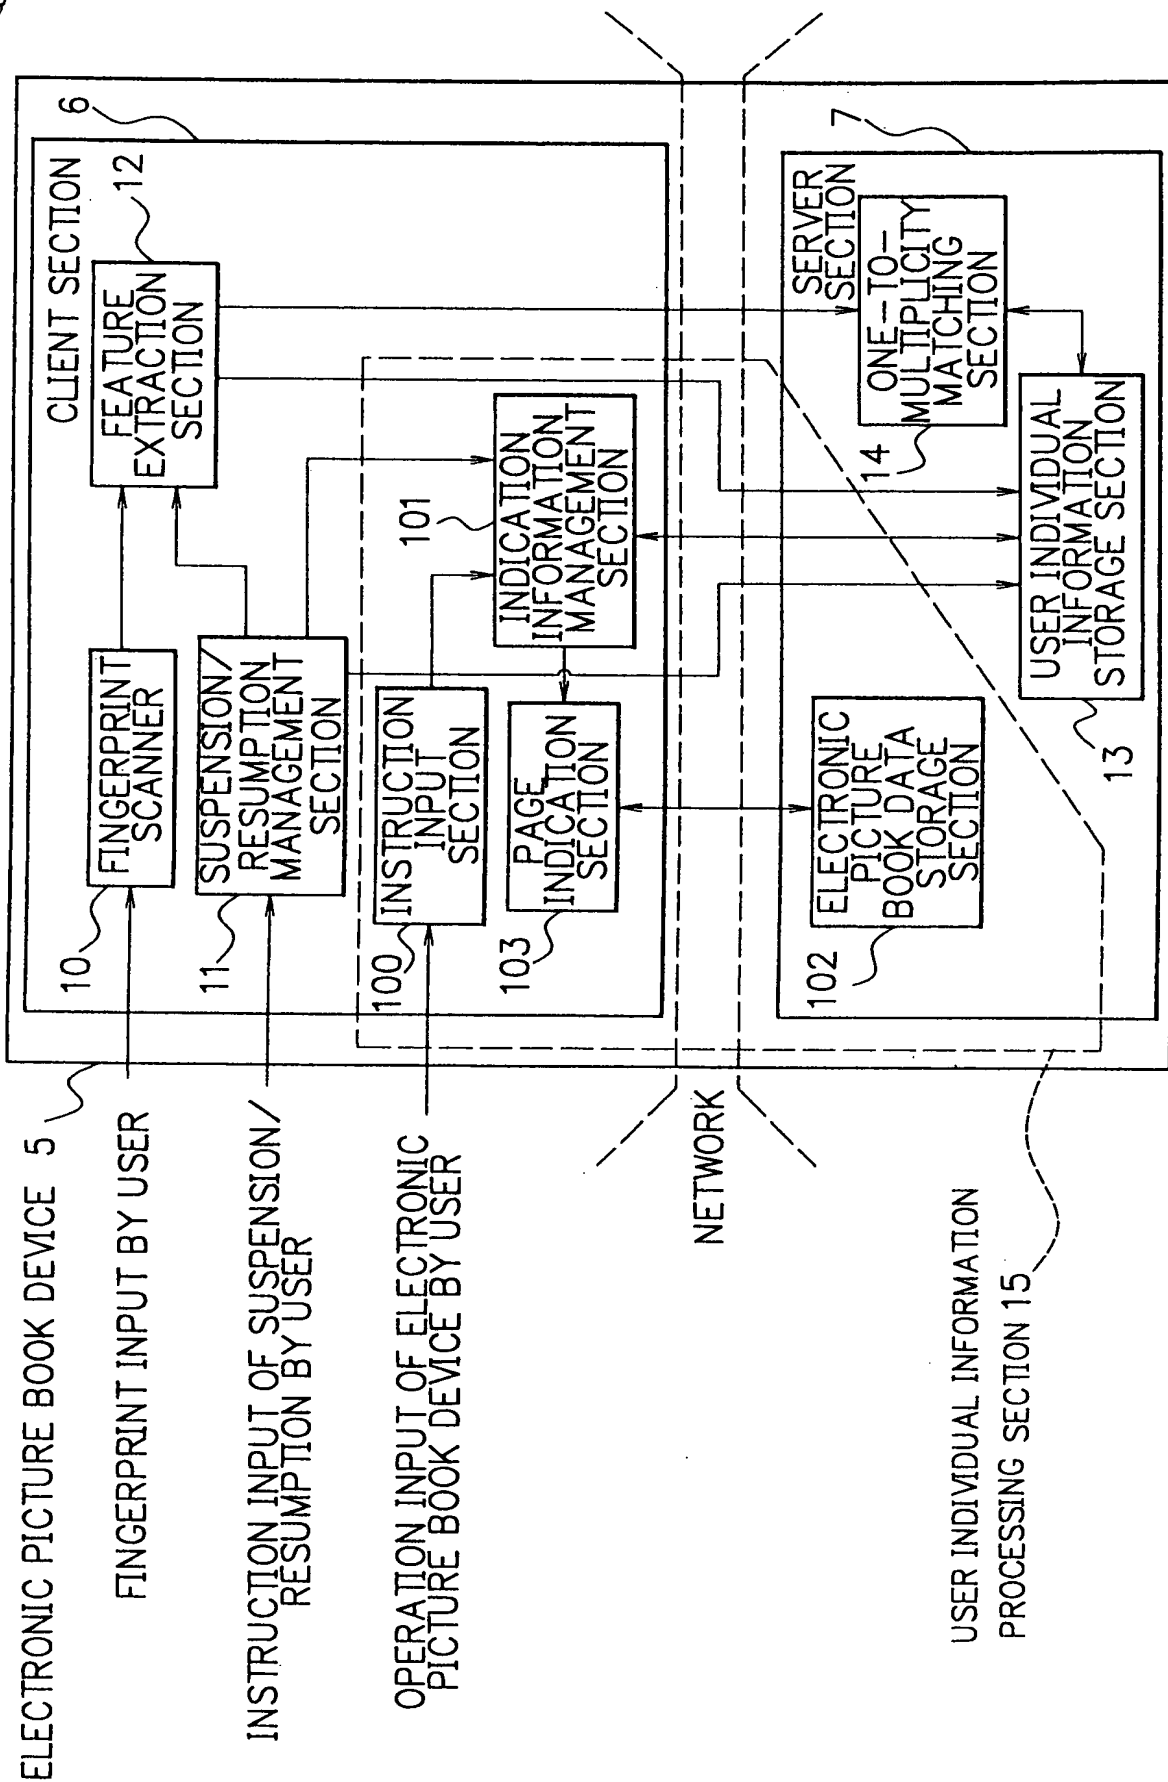 ELECTRONIC PICTURE BOOK DEVICE 5
FINGERPRINT INPUT BY USER
INSTRUCTION INPUT OF SUSPENSION/
RESUMPTION BY USER
OPERATION INPUT OF ELECTRONIC
PICTURE BOOK DEVICE BY USER
NETWORK
USER INDIVIDUAL INFORMATION
PROCESSING SECTION 15
CLIENT SECTION
6
10
FINGERPRINT
SCANNER
12
FEATURE
EXTRACTION
SECTION
11
SUSPENSION/
RESUMPTION
MANAGEMENT
SECTION
100
INSTRUCTION
INPUT
SECTION
101
INDICATION
INFORMATION
MANAGEMENT
SECTION
103
PAGE
INDICATION
SECTION
7
SERVER
SECTION
102
ELECTRONIC
PICTURE
BOOK DATA
STORAGE
SECTION
14
ONE-TO-
MULTIPLICITY
MATCHING
SECTION
13
USER INDIVIDUAL
INFORMATION
STORAGE SECTION